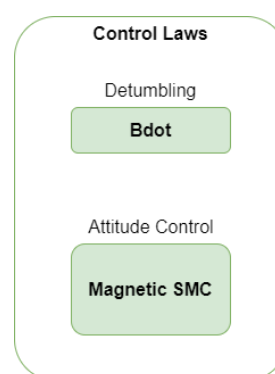 Control Laws
Detumbling
Bdot
Attitude Control
Magnetic SMC